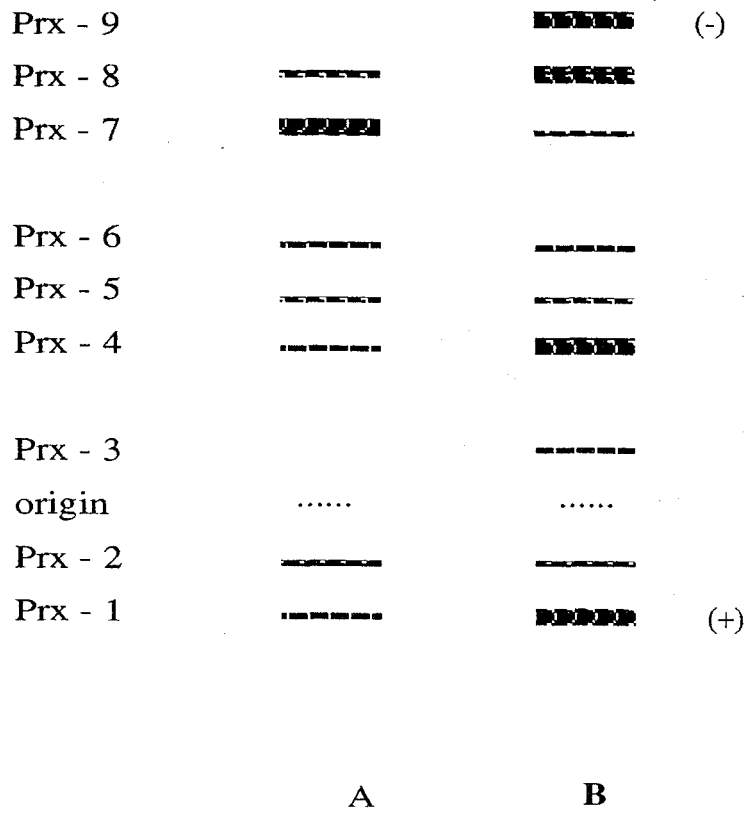 Prx - 9 (-)
Prx - 8
Prx - 7
Prx - 6
Prx - 5
Prx - 4
Prx - 3
origin
Prx - 2
Prx - 1 (+)
A B